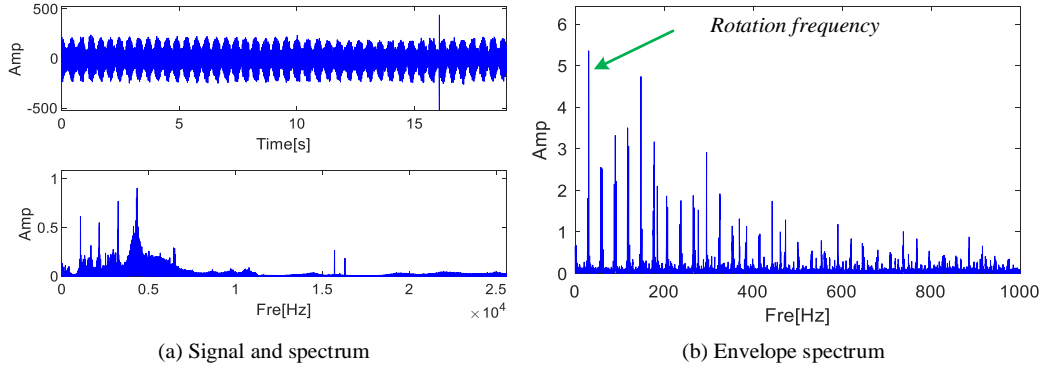 500
0
-500
Amp
0 5 10 15
Time[s]
1
0.5
0
Amp
0 0.5 1 1.5 2 2.5
× 10^4
Fre[Hz]
(a) Signal and spectrum
Rotation frequency
6
5
4
3
2
1
0
Amp
0 200 400 600 800 1000
Fre[Hz]
(b) Envelope spectrum